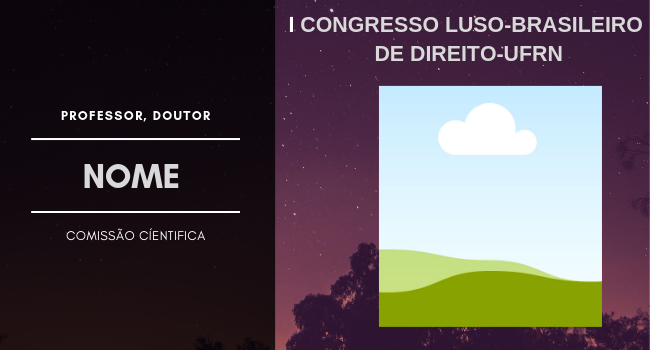 PROFESSOR, DOUTOR
NOME
COMISSÃO CÍENTIFICA
I CONGRESSO LUSO-BRASILEIRO
DE DIREITO-UFRN